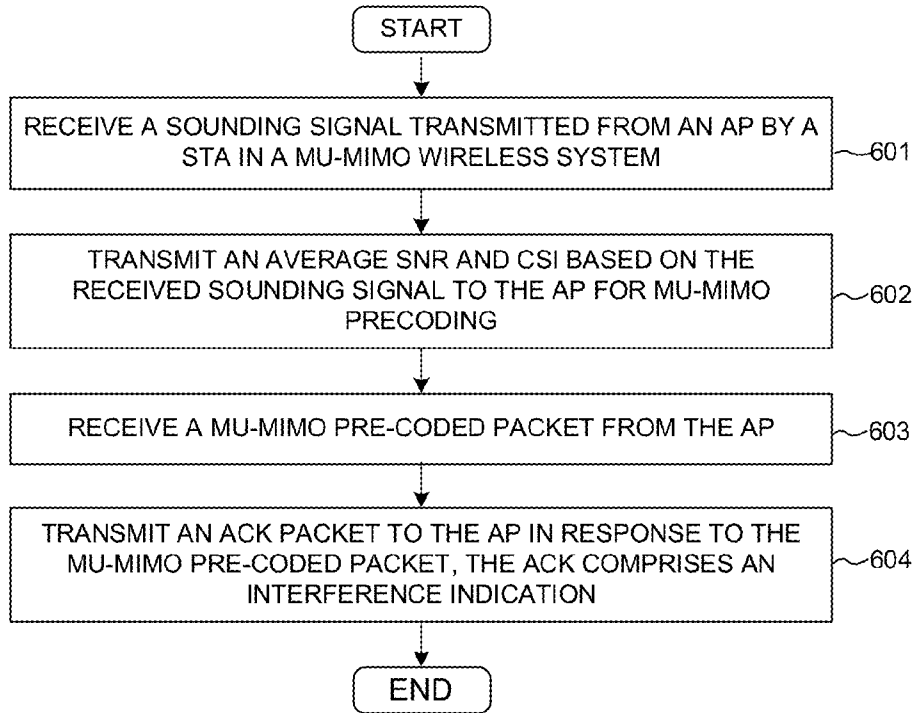 START
RECEIVE A SOUNDING SIGNAL TRANSMITTED FROM AN AP BY A
STA IN A MU-MIMO WIRELESS SYSTEM
601
TRANSMIT AN AVERAGE SNR AND CSI BASED ON THE
RECEIVED SOUNDING SIGNAL TO THE AP FOR MU-MIMO
PRECODING
602
RECEIVE A MU-MIMO PRE-CODED PACKET FROM THE AP
603
TRANSMIT AN ACK PACKET TO THE AP IN RESPONSE TO THE
MU-MIMO PRE-CODED PACKET, THE ACK COMPRISES AN
INTERFERENCE INDICATION
604
END